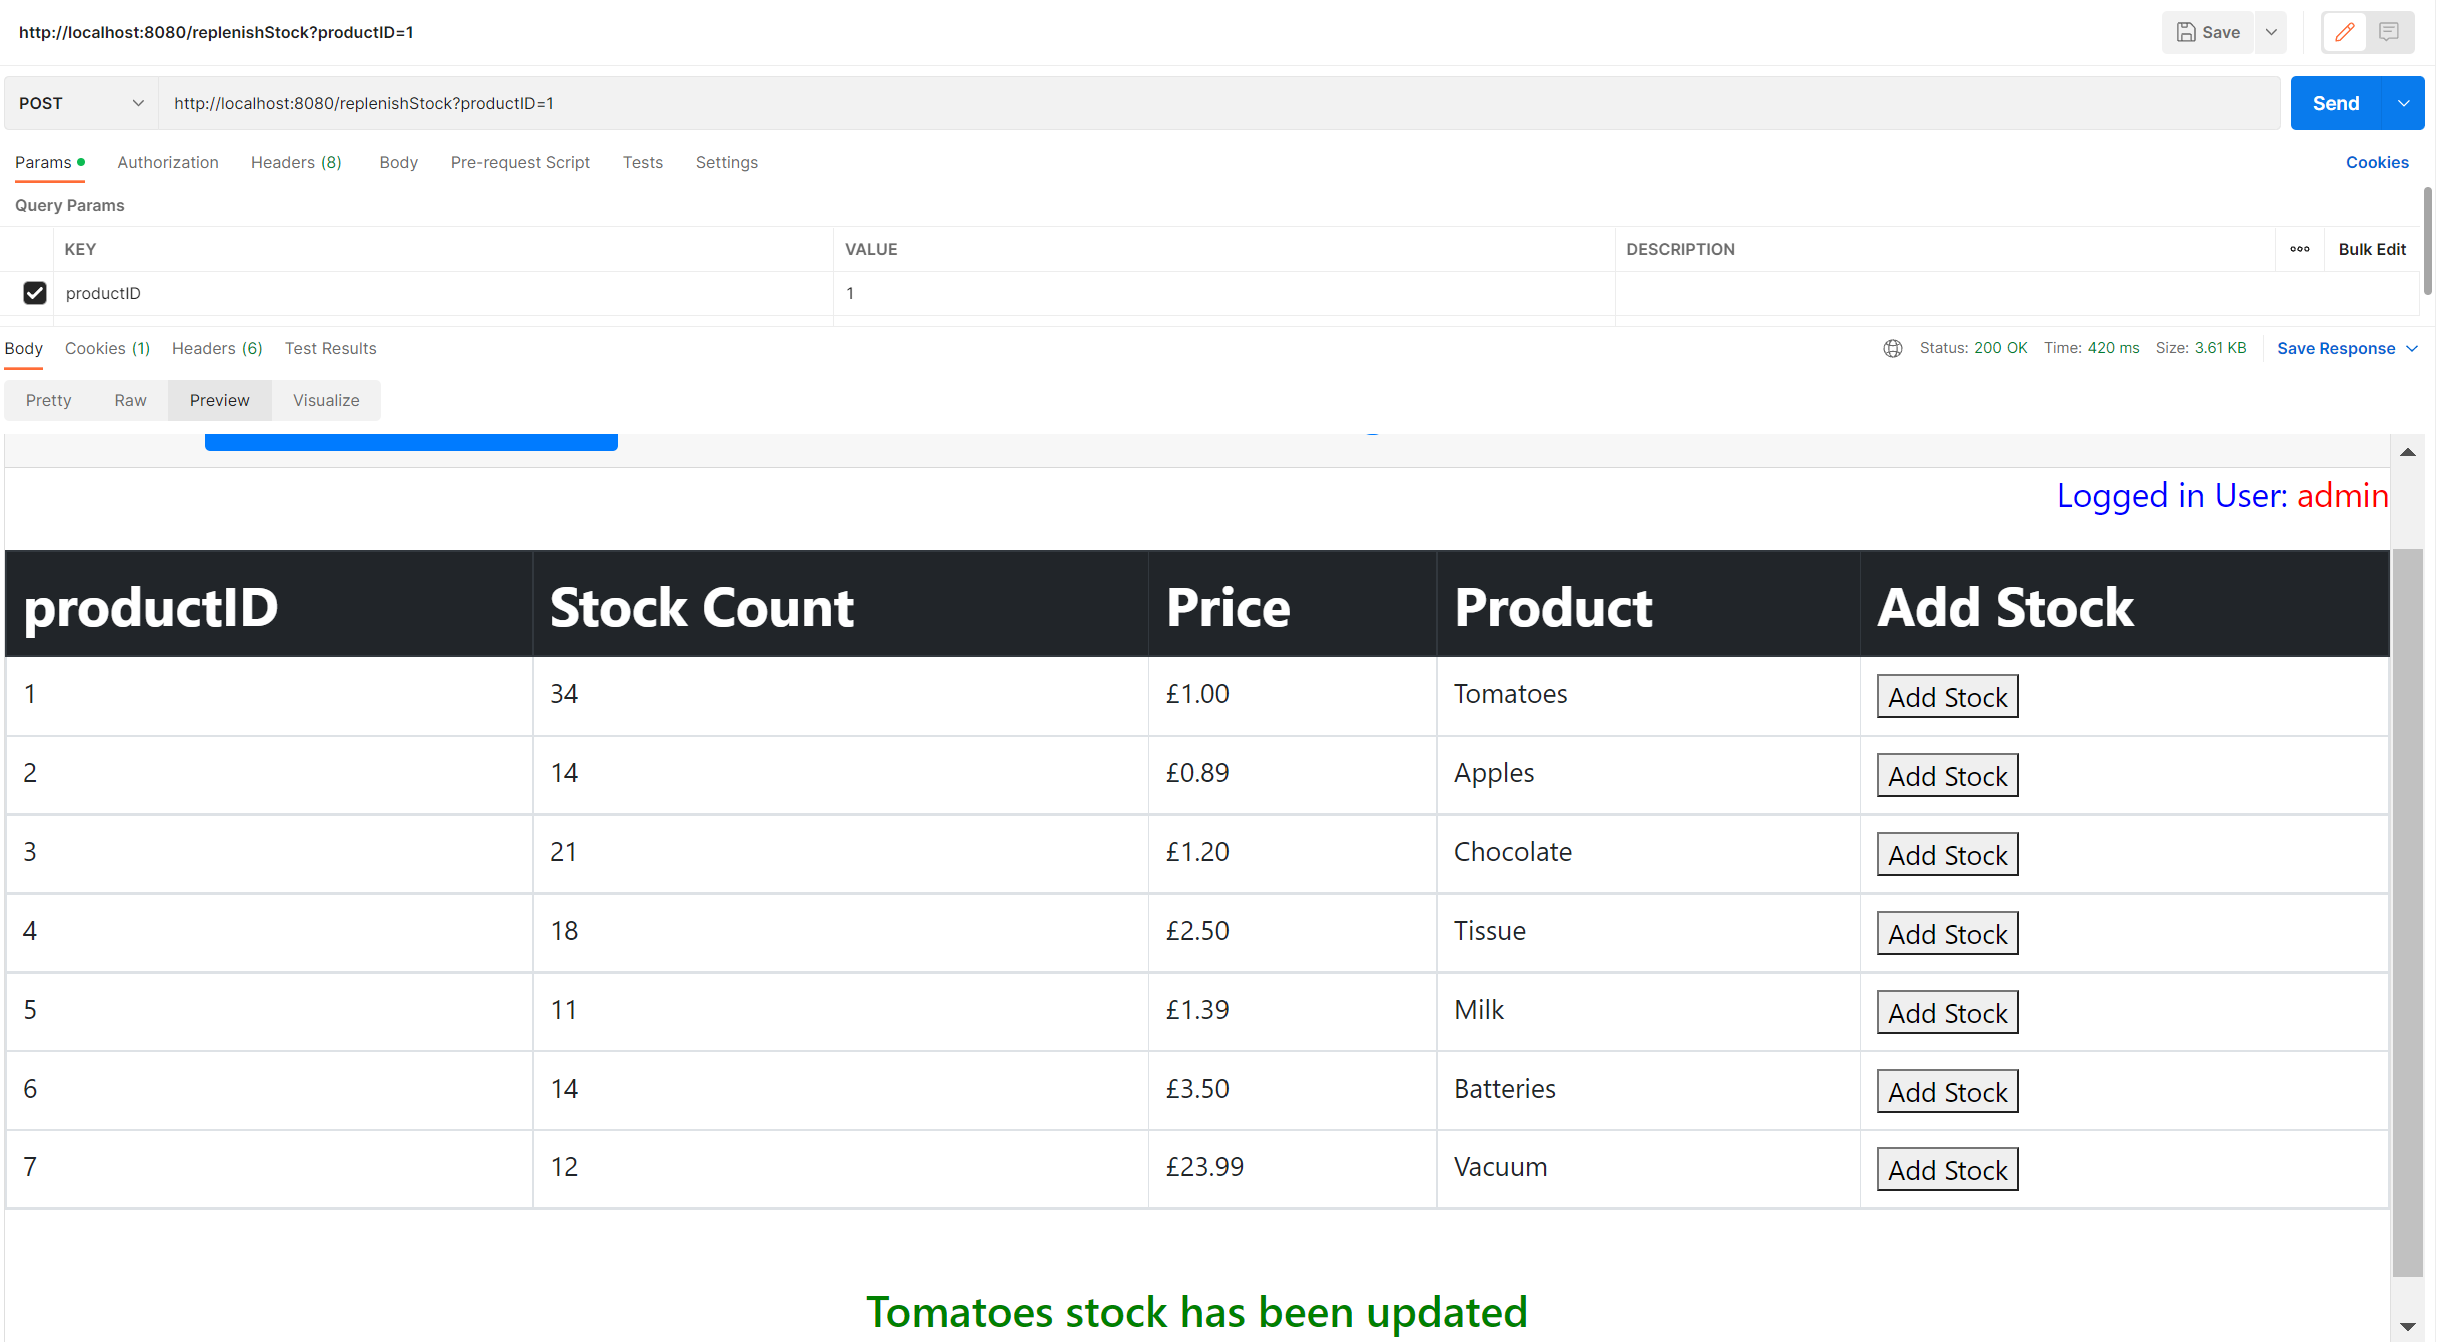 http://localhost:8080/replenishStock?productID=1
Save
POST http://localhost:8080/replenishStock?productID=1 Send
Params Authorization Headers (8) Body Pre-request Script Tests Settings Cookies
Query Params
KEY VALUE DESCRIPTION Bulk Edit
productID 1
Body Cookies (1) Headers (6) Test Results Status: 200 OK Time: 420 ms Size: 3.61 KB Save Response
Pretty Raw Preview Visualize
Logged in User: admin
productID Stock Count Price Product Add Stock
1 34 £1.00 Tomatoes Add Stock
2 14 £0.89 Apples Add Stock
3 21 £1.20 Chocolate Add Stock
4 18 £2.50 Tissue Add Stock
5 11 £1.39 Milk Add Stock
6 14 £3.50 Batteries Add Stock
7 12 £23.99 Vacuum Add Stock
Tomatoes stock has been updated